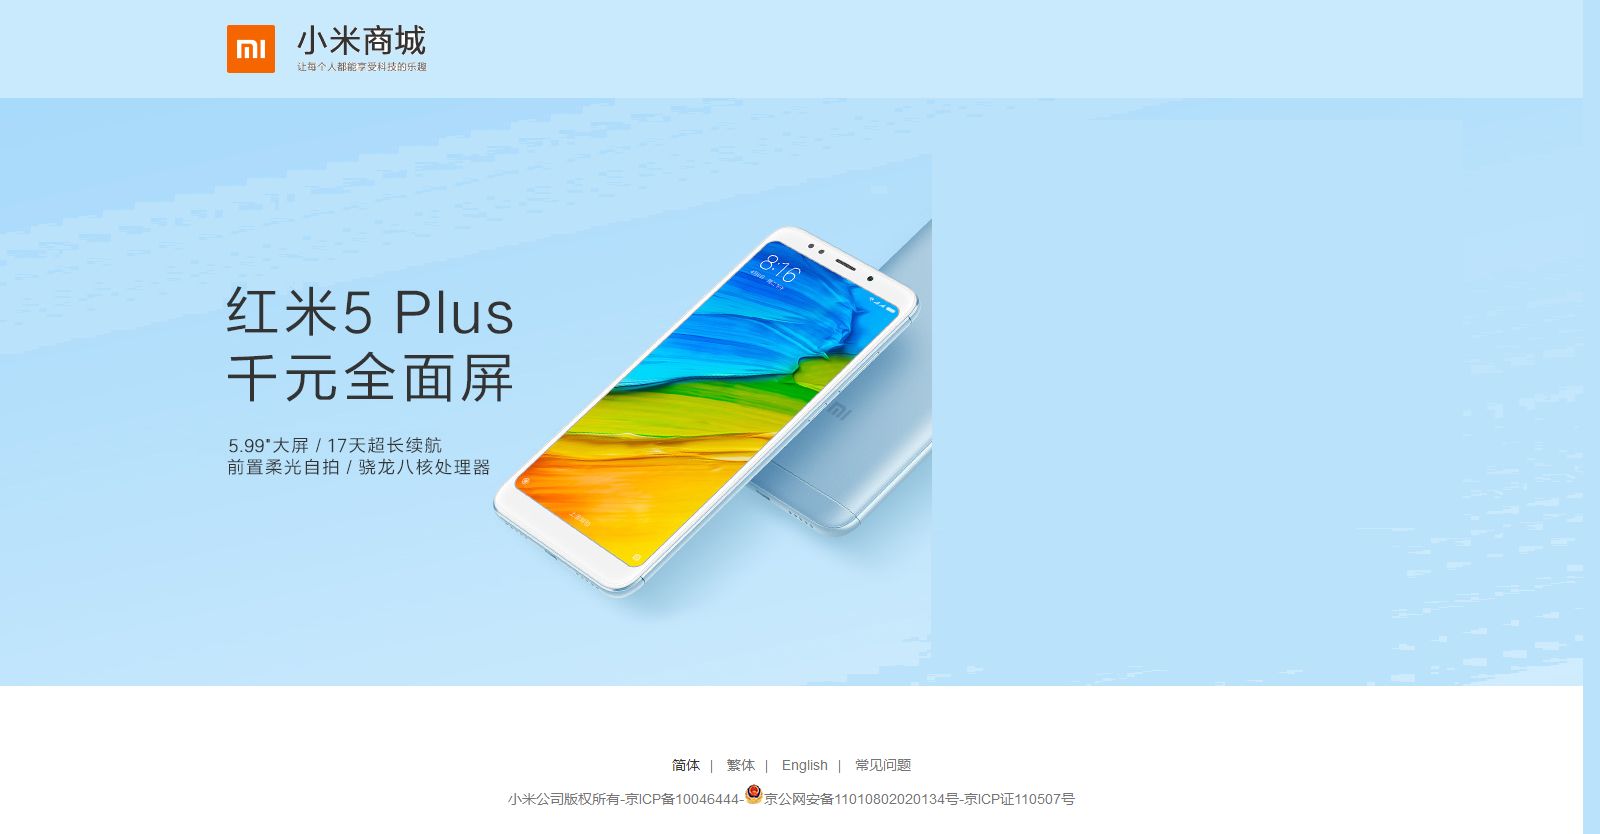 小米商城
让每个人都能享受科技的乐趣
红米5 Plus
千元全面屏
5.99"大屏 / 17天超长续航
前置柔光自拍 / 骁龙八核处理器
8:16
简体 | 繁体 | English | 常见问题
小米公司版权所有-京ICP备10046444-京公网安备11010802020134号-京ICP证110507号